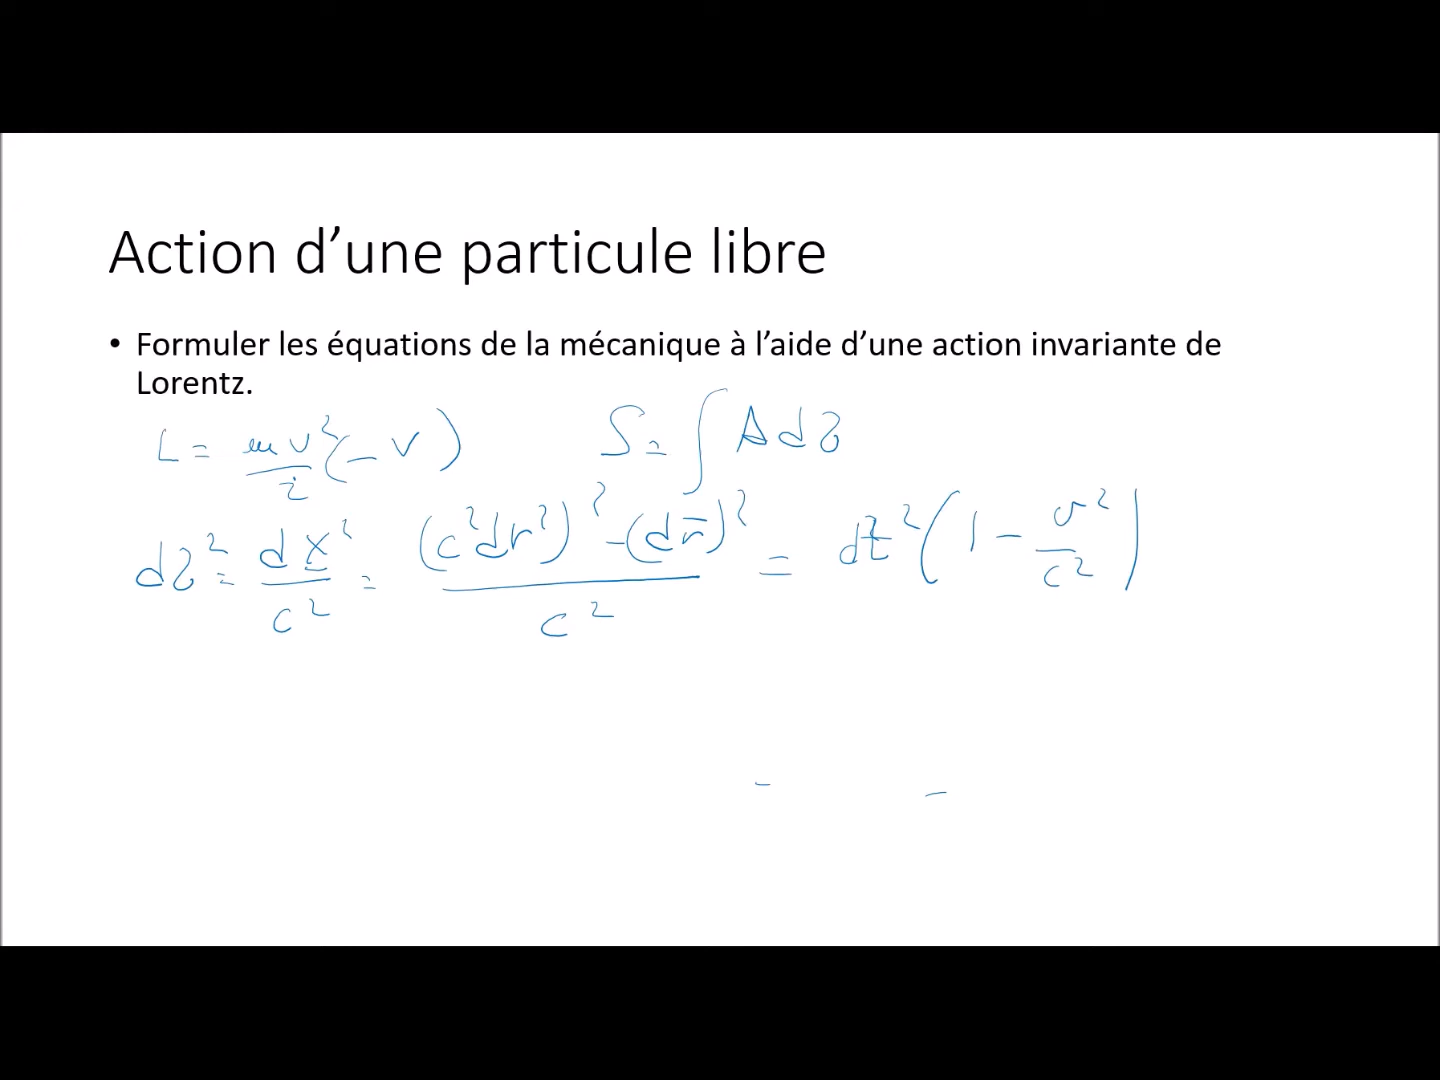 Action d’une particule libre
• Formuler les équations de la mécanique à l’aide d’une action invariante de
Lorentz.
L = mv²/2 (- V) S = ∫ A dτ
dτ² = dx²/c² = ((c²dt²)² - (dr̄)²)/c² = dt² (1 - v²/c²)